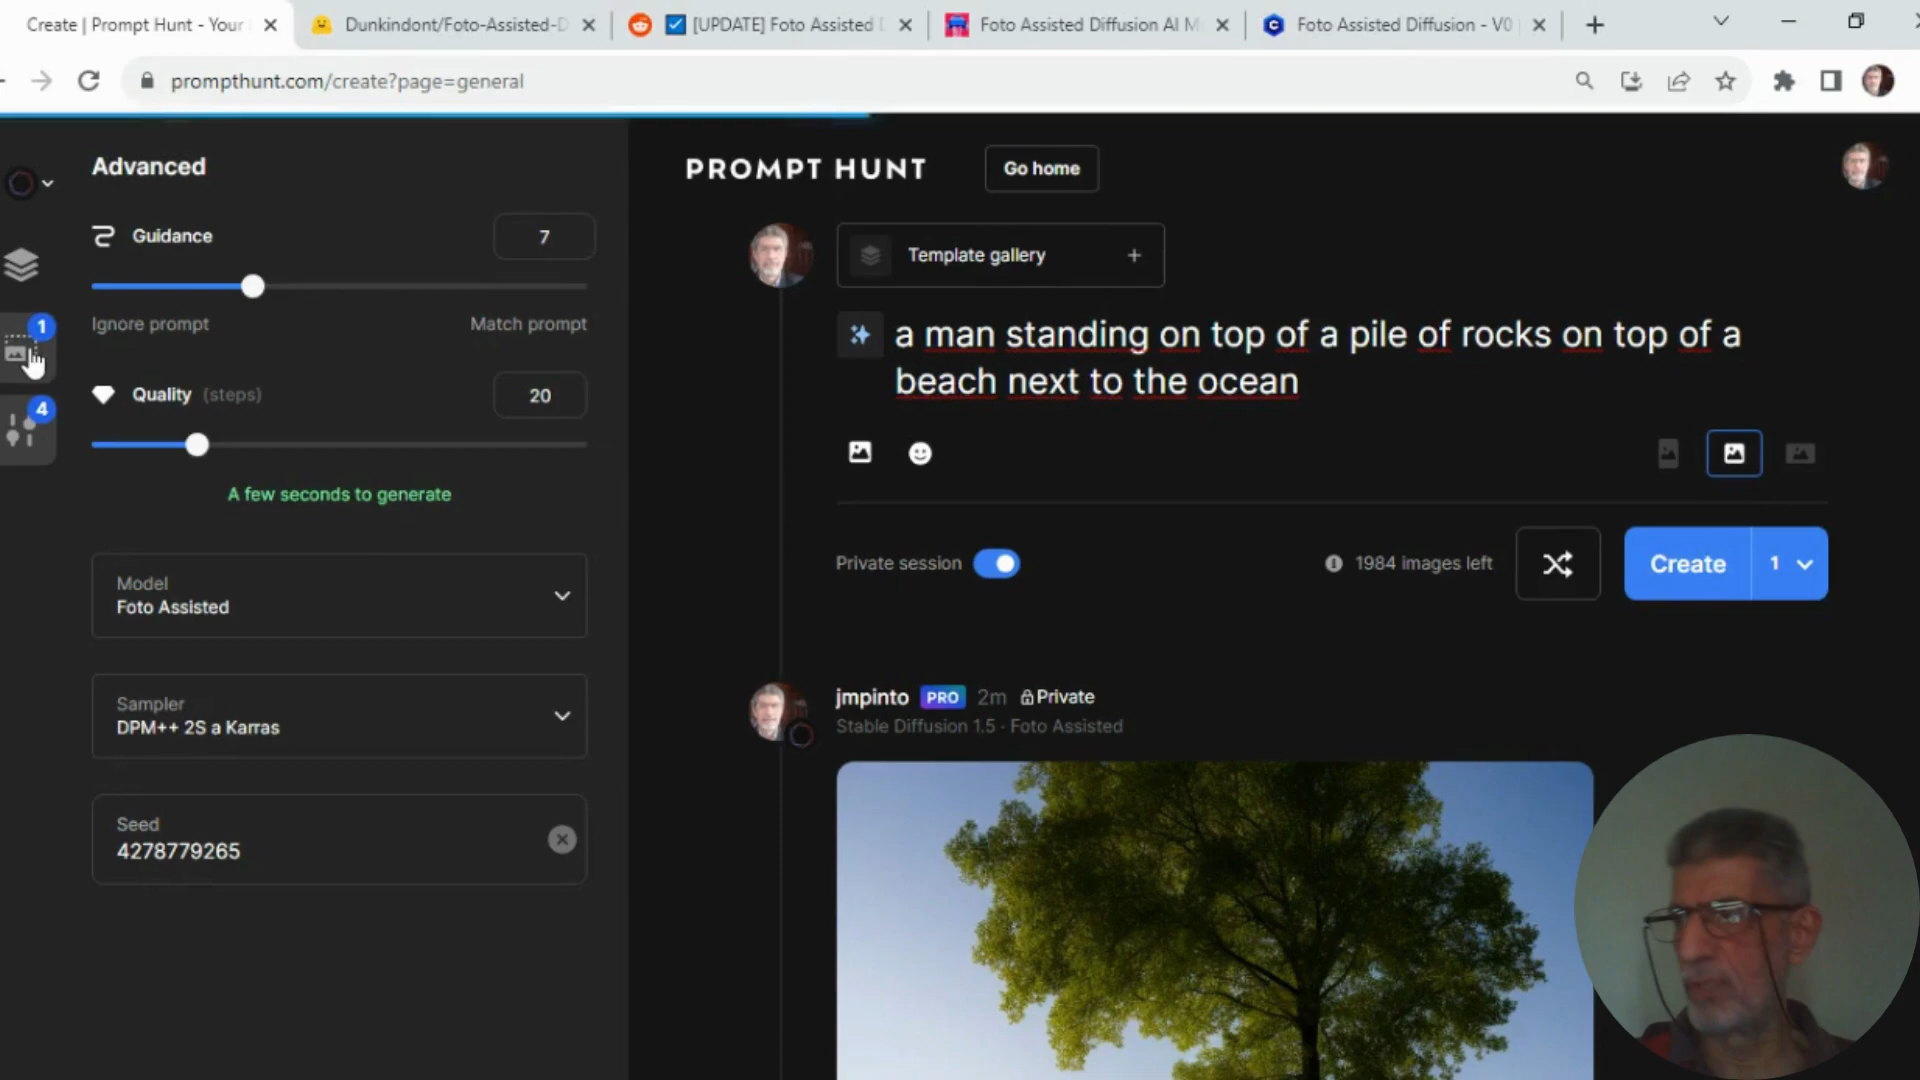 Create | Prompt Hunt - Your
Dunkindont/Foto-Assisted-D
[UPDATE] Foto Assisted
Foto Assisted Diffusion AI M
Foto Assisted Diffusion - V0
prompthunt.com/create?page=general
Advanced
Guidance
7
Ignore prompt
Match prompt
Quality (steps)
20
A few seconds to generate
Model
Foto Assisted
Sampler
DPM++ 2S a Karras
Seed
4278779265
1
4
PROMPT HUNT
Go home
Template gallery
a man standing on top of a pile of rocks on top of a
beach next to the ocean
Private session
1984 images left
Create
1
jmpinto PRO 2m Private
Stable Diffusion 1.5 · Foto Assisted